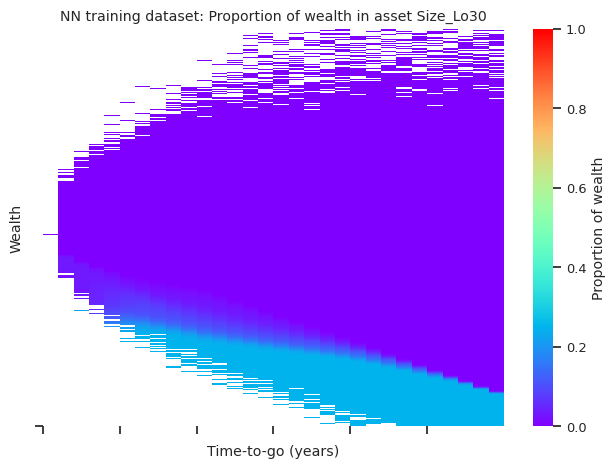 NN training dataset: Proportion of wealth in asset Size_Lo30
Wealth
Time-to-go (years)
1.0
0.8
0.6
0.4
0.2
0.0
Proportion of wealth